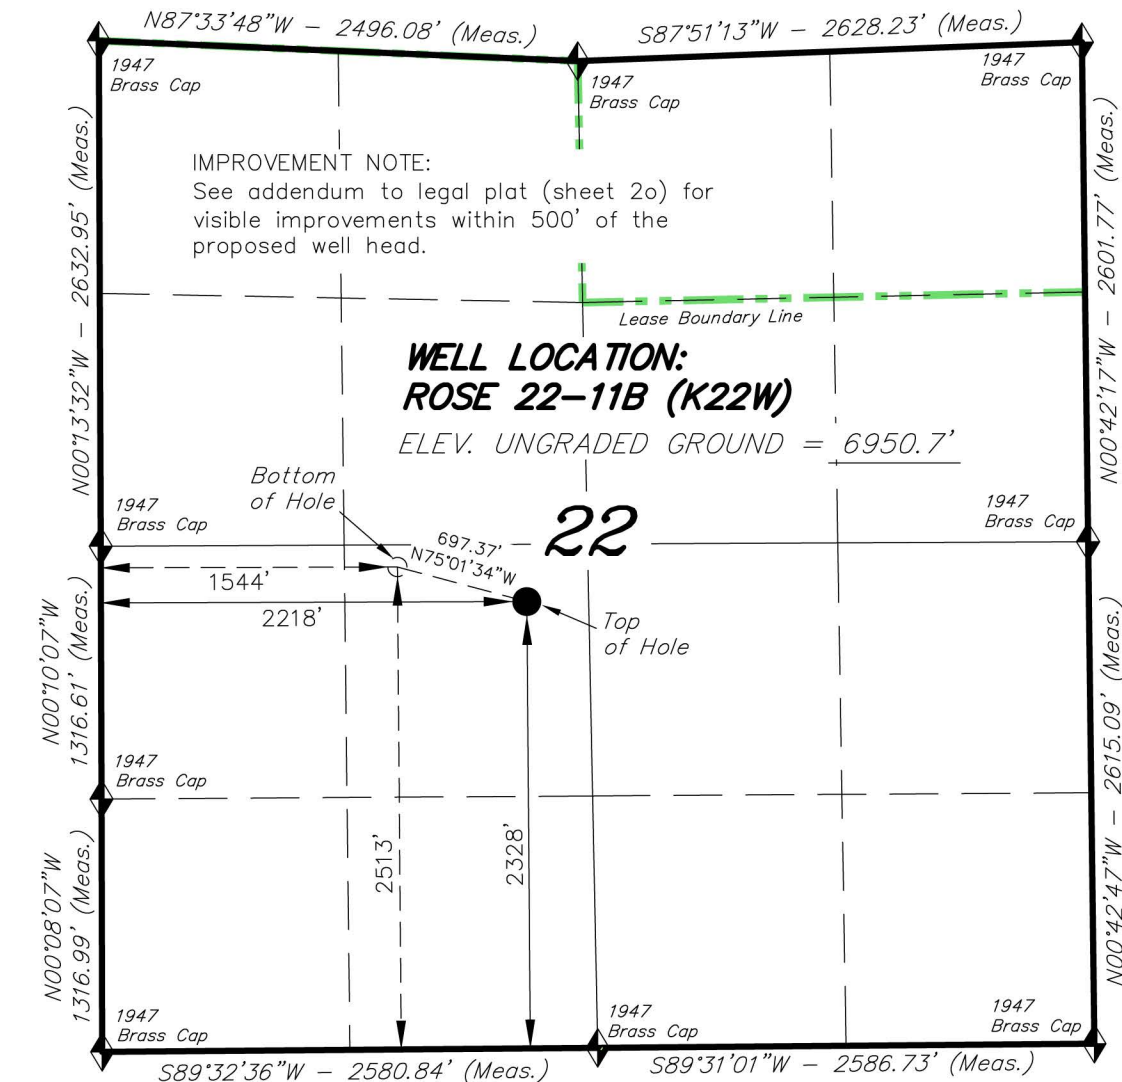 N87°33'48"W – 2496.08' (Meas.)
S87°51'13"W – 2628.23' (Meas.)
1947
Brass Cap
1947
Brass Cap
1947
Brass Cap
N00°13'32"W – 2632.95' (Meas.)
N00°42'17"W – 2601.77' (Meas.)
IMPROVEMENT NOTE:
See addendum to legal plat (sheet 2o) for
visible improvements within 500' of the
proposed well head.
Lease Boundary Line
WELL LOCATION:
ROSE 22–11B (K22W)
ELEV. UNGRADED GROUND = 6950.7'
Bottom
of Hole
1947
Brass Cap
1947
Brass Cap
22
697.37'
N75°01'34"W
1544'
2218'
Top
of Hole
N00°10'07"W
1316.61' (Meas.)
N00°42'47"W – 2615.09' (Meas.)
1947
Brass Cap
2513'
2328'
N00°08'07"W
1316.99' (Meas.)
1947
Brass Cap
1947
Brass Cap
1947
Brass Cap
S89°32'36"W – 2580.84' (Meas.)
S89°31'01"W – 2586.73' (Meas.)